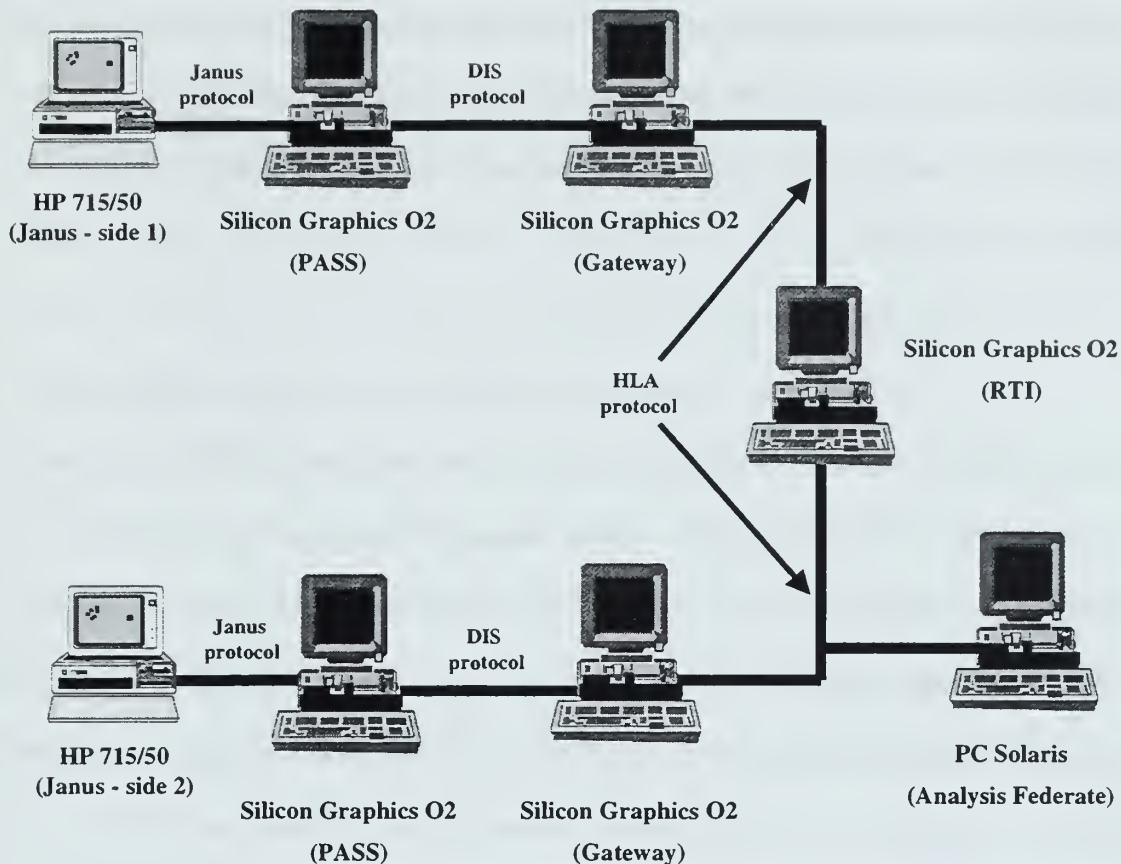 Janus
protocol
DIS
protocol
HP 715/50
(Janus - side 1)
Silicon Graphics O2
(PASS)
Silicon Graphics O2
(Gateway)
HLA
protocol
Silicon Graphics O2
(RTI)
Janus
protocol
DIS
protocol
HP 715/50
(Janus - side 2)
Silicon Graphics O2
(PASS)
Silicon Graphics O2
(Gateway)
PC Solaris
(Analysis Federate)